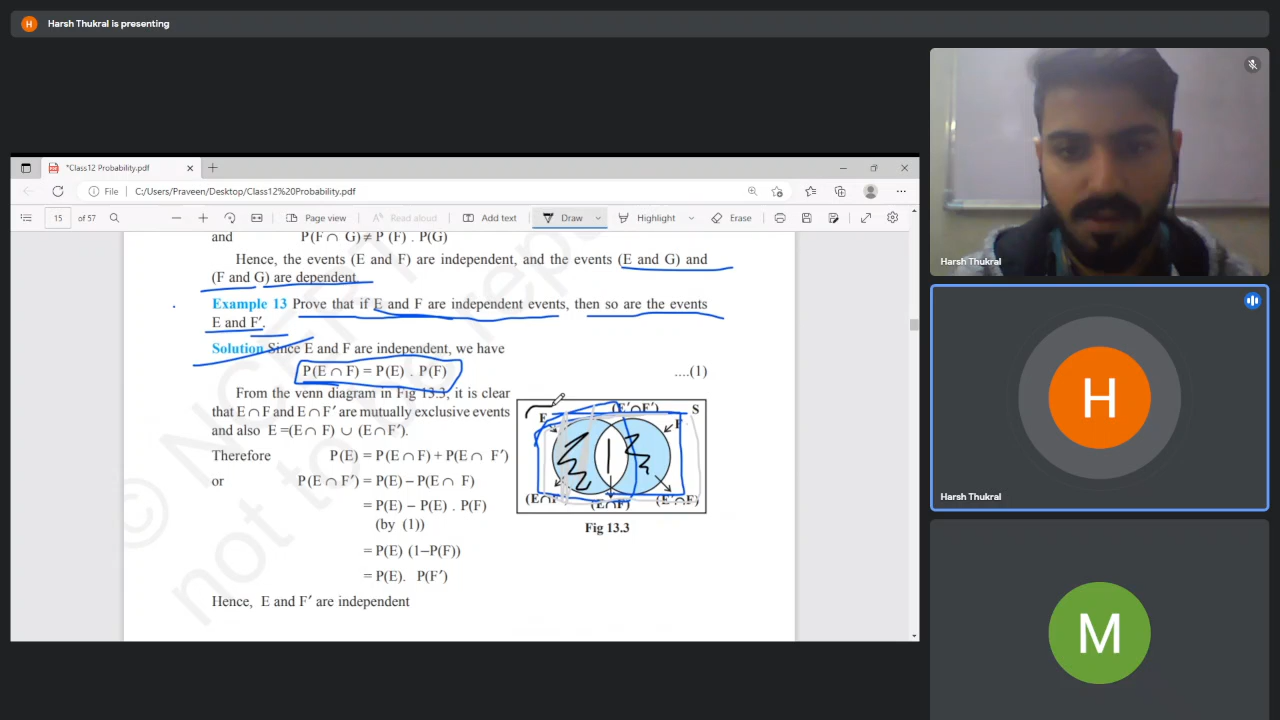 H Harsh Thukral is presenting
*Class12 Probability.pdf
File C:/Users/Praveen/Desktop/Class12%20Probability.pdf
15 of 57 Page view Read aloud Add text Draw Highlight Erase
and P(F ∩ G) ≠ P (F) . P(G)
Hence, the events (E and F) are independent, and the events (E and G) and
(F and G) are dependent.
Example 13 Prove that if E and F are independent events, then so are the events
E and F′.
Solution Since E and F are independent, we have
P(E ∩ F) = P(E) . P(F) ....(1)
From the venn diagram in Fig 13.3, it is clear
that E ∩ F and E ∩ F′ are mutually exclusive events
and also E =(E ∩ F) ∪ (E ∩ F′).
Therefore P(E) = P(E ∩ F) + P(E ∩ F′)
or P(E ∩ F′) = P(E) − P(E ∩ F)
= P(E) − P(E) . P(F)
(by (1))
= P(E) (1−P(F))
= P(E). P(F′)
Hence, E and F′ are independent
(E′∩F′) S
E F
(E∩F (E∩F) (E′∩F)
Fig 13.3
© NCERT
not to be repu
Harsh Thukral
H
Harsh Thukral
M